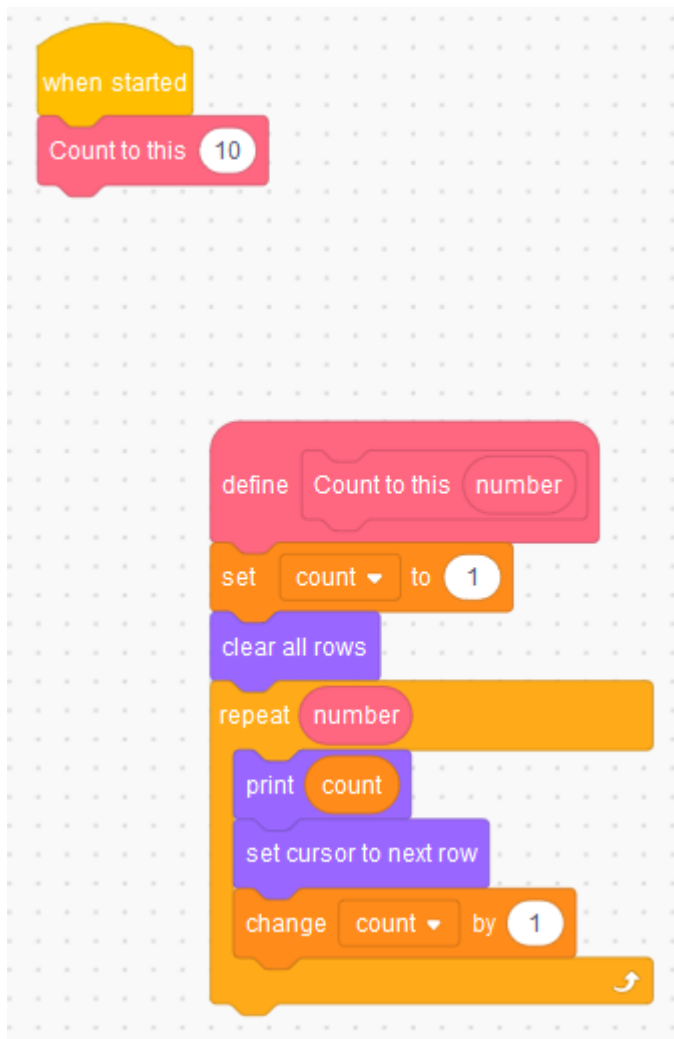 when started
Count to this 10
define Count to this number
set count to 1
clear all rows
repeat number
print count
set cursor to next row
change count by 1